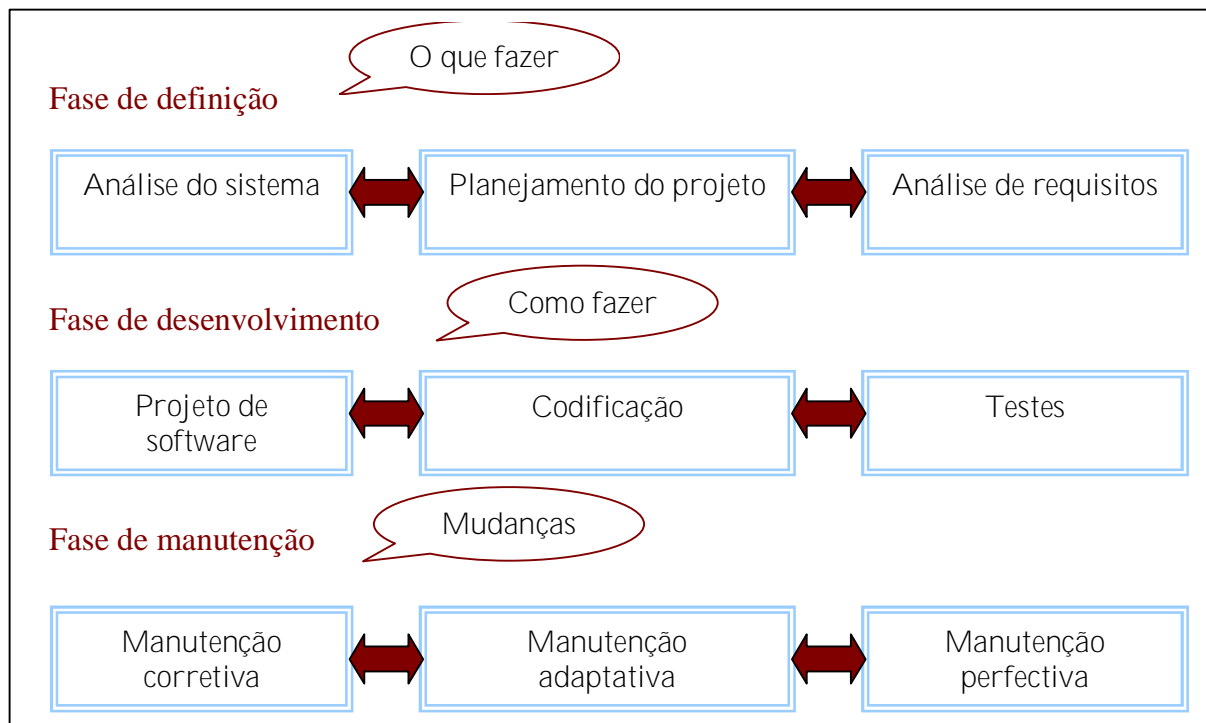 O que fazer
Fase de definição
Análise do sistema
Planejamento do projeto
Análise de requisitos
Como fazer
Fase de desenvolvimento
Projeto de
software
Codificação
Testes
Mudanças
Fase de manutenção
Manutenção
corretiva
Manutenção
adaptativa
Manutenção
perfectiva